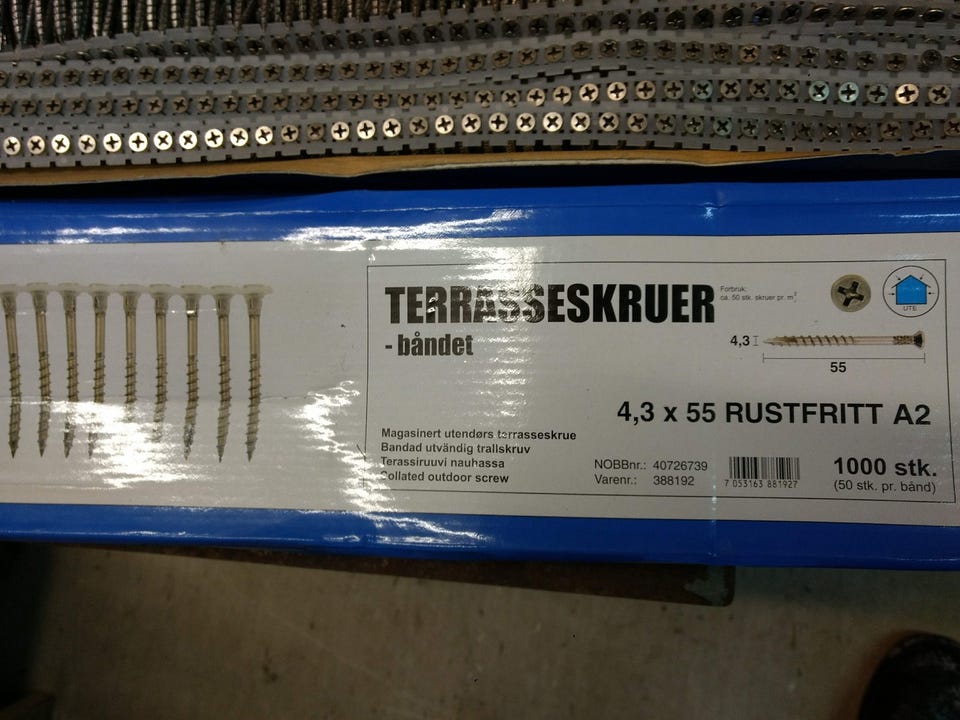 TERRASSESKRUER
- båndet
Forbruk:
ca. 50 stk. skruer pr. m²
UTE
4,3
55
4,3 x 55 RUSTFRITT A2
Magasinert utendørs terrasseskrue
Bandad utvändig trallskruv
Terassiruuvi nauhassa
Collated outdoor screw
NOBBnr.: 40726739
Varenr.: 388192
7 053163 881927
1000 stk.
(50 stk. pr. bånd)